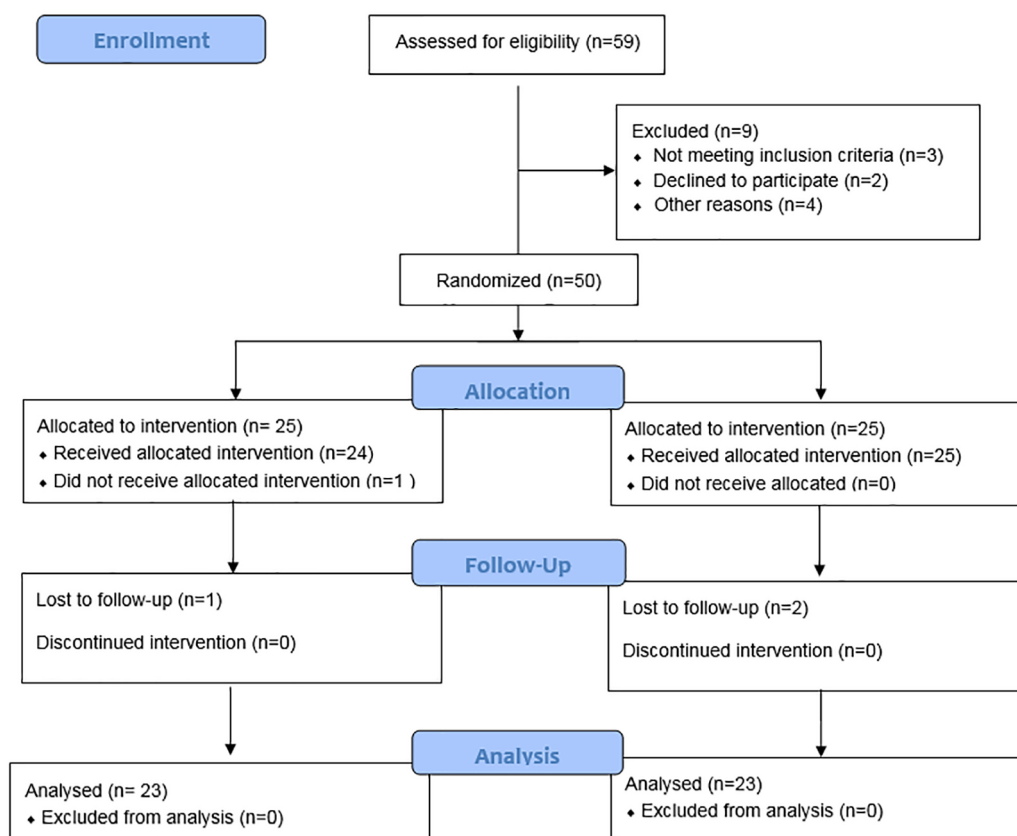 Enrollment
Assessed for eligibility (n=59)
Excluded (n=9)
⬥ Not meeting inclusion criteria (n=3)
⬥ Declined to participate (n=2)
⬥ Other reasons (n=4)
Randomized (n=50)
Allocation
Allocated to intervention (n= 25)
⬥ Received allocated intervention (n=24)
⬥ Did not receive allocated intervention (n=1 )
Allocated to intervention (n=25)
⬥ Received allocated intervention (n=25)
⬥ Did not receive allocated (n=0)
Follow-Up
Lost to follow-up (n=1)
Discontinued intervention (n=0)
Lost to follow-up (n=2)
Discontinued intervention (n=0)
Analysis
Analysed (n= 23)
⬥ Excluded from analysis (n=0)
Analysed (n=23)
⬥ Excluded from analysis (n=0)